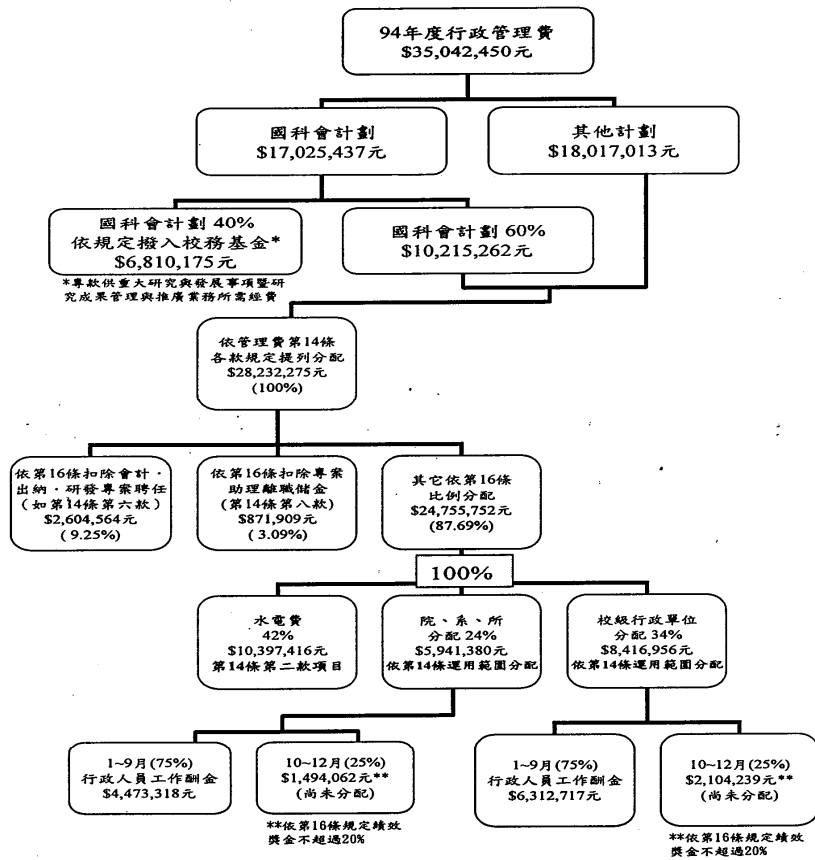 94年度行政管理費
$35,042,450元
國科會計劃
$17,025,437元
其他計劃
$18,017,013元
國科會計劃 40%
依規定撥入校務基金*
$6,810,175元
國科會計劃 60%
$10,215,262元
*專款供重大研究與發展事項暨研
究成果管理與推廣業務所需經費
依管理費第14條
各款規定提列分配
$28,232,275元
(100%)
依第16條扣除會計．
出納．研發專案聘任
(如第14條第六款)
$2,604,564元
(9.25%)
依第16條扣除專案
助理離職儲金
(第14條第八款)
$871,909元
(3.09%)
其它依第16條
比例分配
$24,755,752元
(87.69%)
100%
水電費
42%
$10,397,416元
第14條第二款項目
院、系、所
分配 24%
$5,941,380元
依第14條運用範圍分配
校級行政單位
分配 34%
$8,416,956元
依第14條運用範圍分配
1~9月(75%)
行政人員工作酬金
$4,473,318元
10~12月(25%)
$1,494,062元**
(尚未分配)
**依第16條規定績效
獎金不超過20%
1~9月(75%)
行政人員工作酬金
$6,312,717元
10~12月(25%)
$2,104,239元**
(尚未分配)
**依第16條規定績效
獎金不超過20%